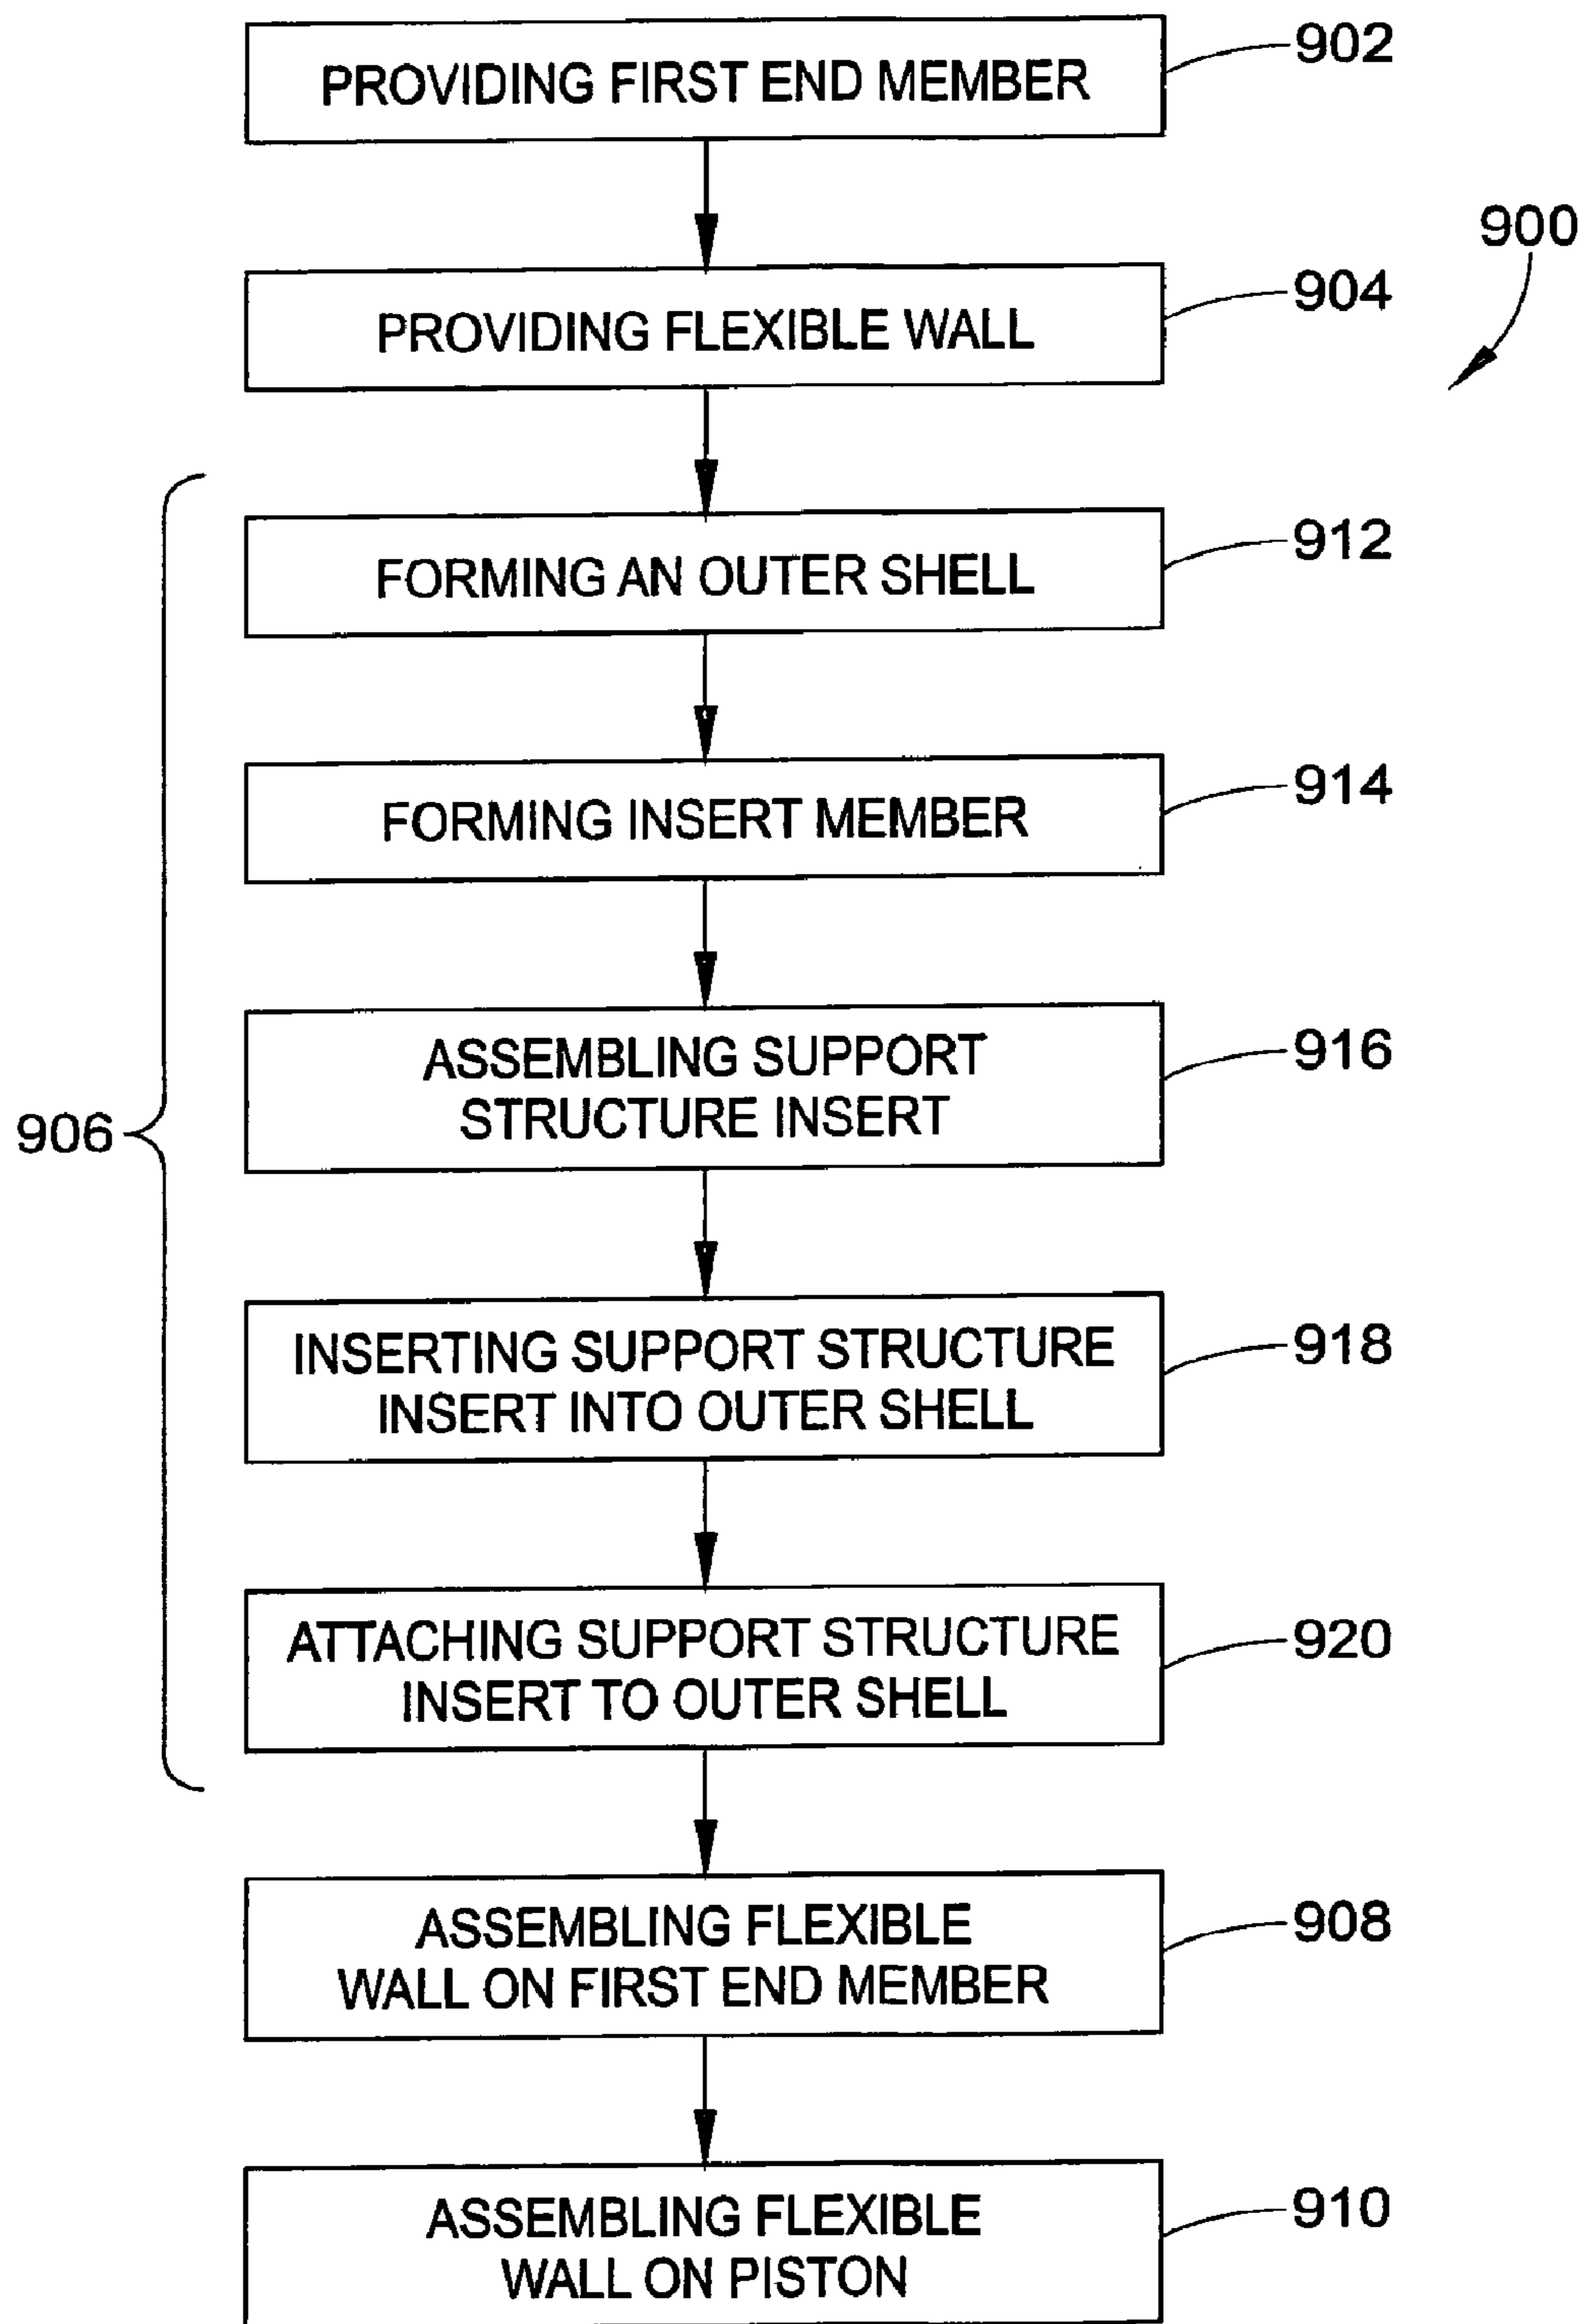 PROVIDING FIRST END MEMBER
902
900
PROVIDING FLEXIBLE WALL
904
FORMING AN OUTER SHELL
912
FORMING INSERT MEMBER
914
906
ASSEMBLING SUPPORT
STRUCTURE INSERT
916
INSERTING SUPPORT STRUCTURE
INSERT INTO OUTER SHELL
918
ATTACHING SUPPORT STRUCTURE
INSERT TO OUTER SHELL
920
ASSEMBLING FLEXIBLE
WALL ON FIRST END MEMBER
908
ASSEMBLING FLEXIBLE
WALL ON PISTON
910